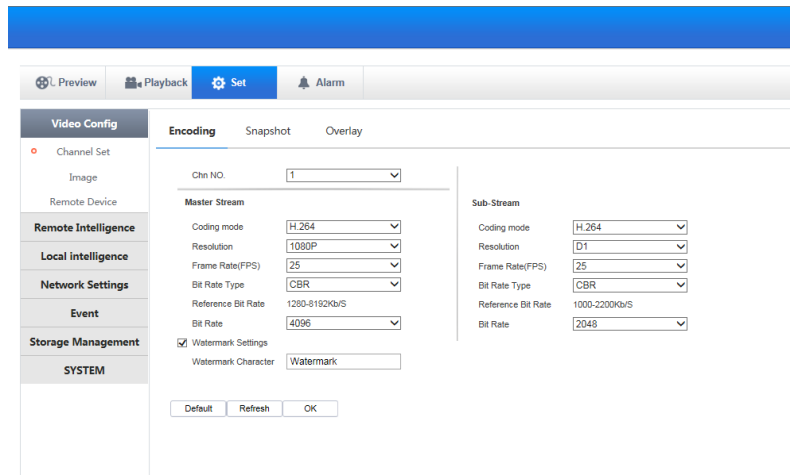 Preview Playback Set Alarm
Video Config
Channel Set
Image
Remote Device
Remote Intelligence
Local intelligence
Network Settings
Event
Storage Management
SYSTEM
Encoding Snapshot Overlay
Chn NO. 1
Master Stream
Coding mode H.264
Resolution 1080P
Frame Rate(FPS) 25
Bit Rate Type CBR
Reference Bit Rate 1280-8192Kb/S
Bit Rate 4096
Watermark Settings
Watermark Character Watermark
Sub-Stream
Coding mode H.264
Resolution D1
Frame Rate(FPS) 25
Bit Rate Type CBR
Reference Bit Rate 1000-2200Kb/S
Bit Rate 2048
Default Refresh OK